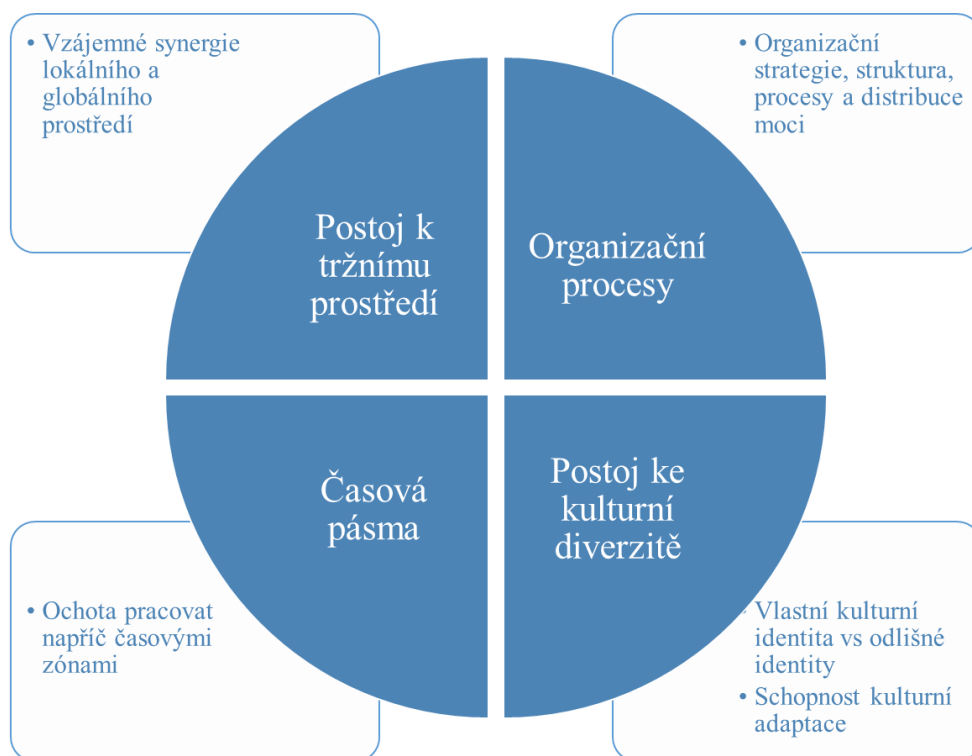 • Vzájemné synergie
lokálního a
globálního
prostředí
• Organizační
strategie, struktura,
procesy a distribuce
moci
Postoj k
tržnímu
prostředí
Organizační
procesy
Časová
pásma
Postoj ke
kulturní
diverzitě
• Ochota pracovat
napříč časovými
zónami
• Vlastní kulturní
identita vs odlišné
identity
• Schopnost kulturní
adaptace